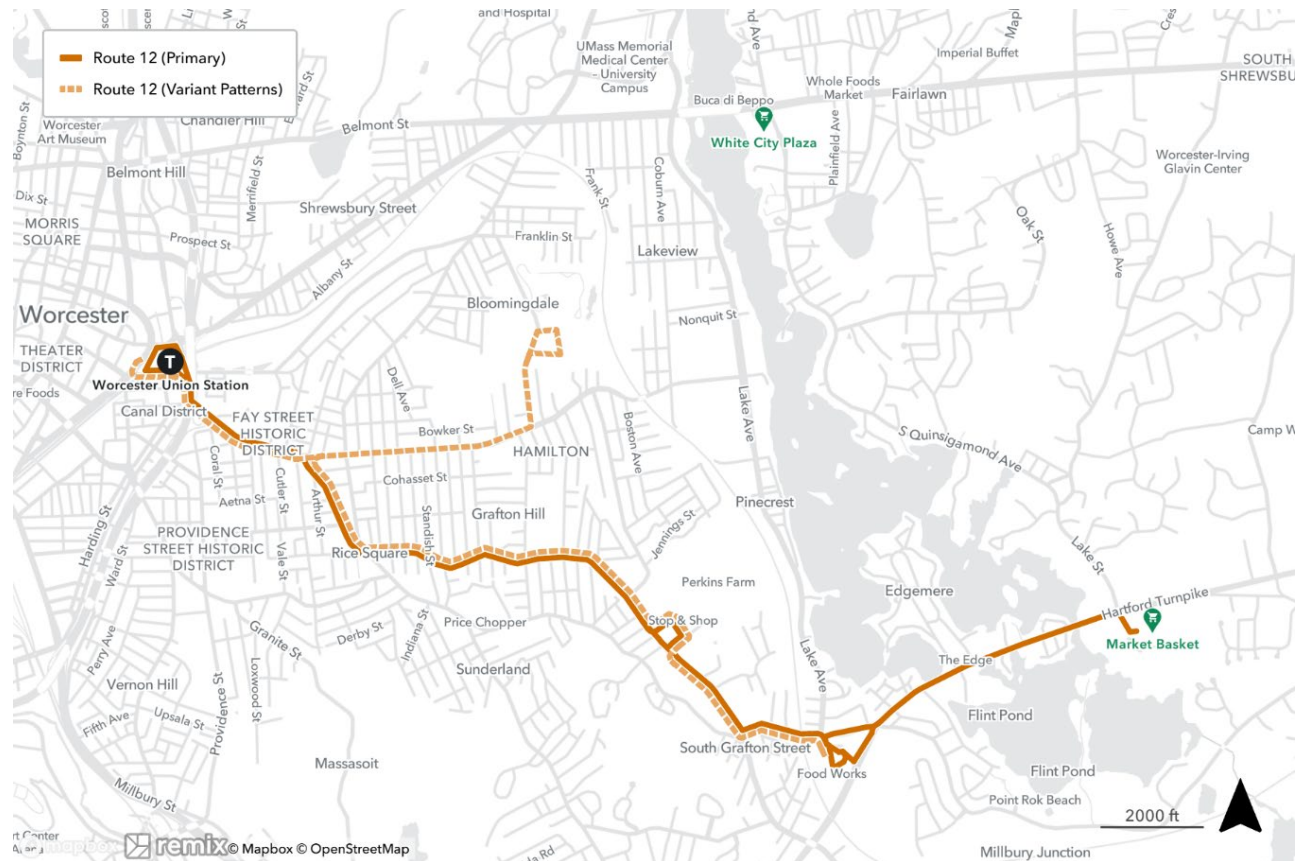 Route 12 (Primary)
Route 12 (Variant Patterns)
and Hospital
UMass Memorial
Medical Center
- University
Campus
Imperial Buffet
SOUTH
Whole Foods
Market
Fairlawn
Buca di Beppo
White City Plaza
Plainfield Ave
Worcester-Irving
Glavin Center
Boynton St
Worcester
Art Museum
Chandler Hill
Belmont St
Belmont Hill
Merrifield St
Dix St
Shrewsbury Street
Frank St
Coburn Ave
MORRIS
SQUARE
Prospect St
Franklin St
Lakeview
Oak St
Howe Ave
Albany St
Bloomingdale
Nonquit St
Worcester
THEATER
DISTRICT
Worcester Union Station
T
Canal District
FAY STREET
HISTORIC
DISTRICT
Dell Ave
Bowker St
HAMILTON
Boston Ave
Lake Ave
S Quinsigamond Ave
Coral St
Cutler St
Cohasset St
Aetna St
Arthur St
Grafton Hill
Standish St
Pinecrest
PROVIDENCE
STREET HISTORIC
DISTRICT
Harding St
Ward St
Vale St
Rice Square
Jennings St
Lake St
Perkins Farm
Edgemere
Hartford Turnpike
Market Basket
Stop & Shop
Price Chopper
Derby St
Indiana St
Granite St
Perry Ave
Sunderland
Lake Ave
The Edge
Vernon Hill
Loxwood St
Providence St
Fifth Ave
Upsala St
Flint Pond
South Grafton Street
Massasoit
Food Works
Flint Pond
Point Rok Beach
Millbury St
2000 ft
Millbury Junction
mapbox
remix
© Mapbox © OpenStreetMap